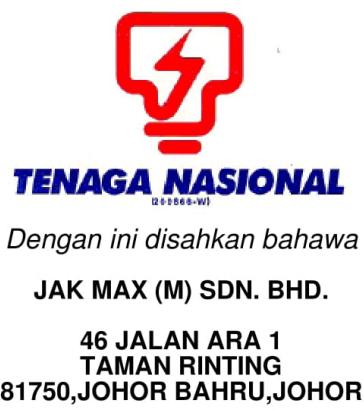 TENAGA NASIONAL
(200866-W)
Dengan ini disahkan bahawa
JAK MAX (M) SDN. BHD.
46 JALAN ARA 1
TAMAN RINTING
81750,JOHOR BAHRU,JOHOR